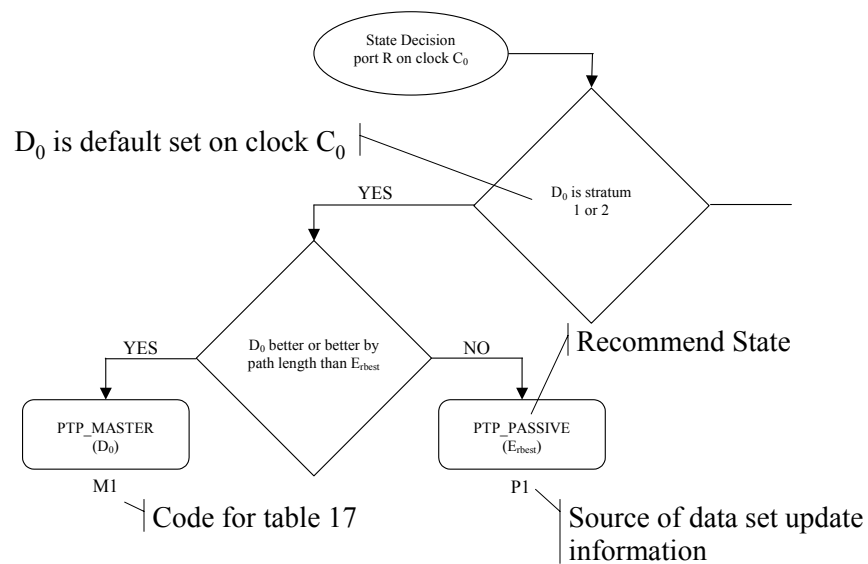 State Decision
port R on clock C₀
D₀ is default set on clock C₀
D₀ is stratum
1 or 2
YES
D₀ better or better by
path length than Erbest
YES
NO
Recommend State
PTP_MASTER
(D₀)
PTP_PASSIVE
(Erbest)
M1
P1
Code for table 17
Source of data set update
information